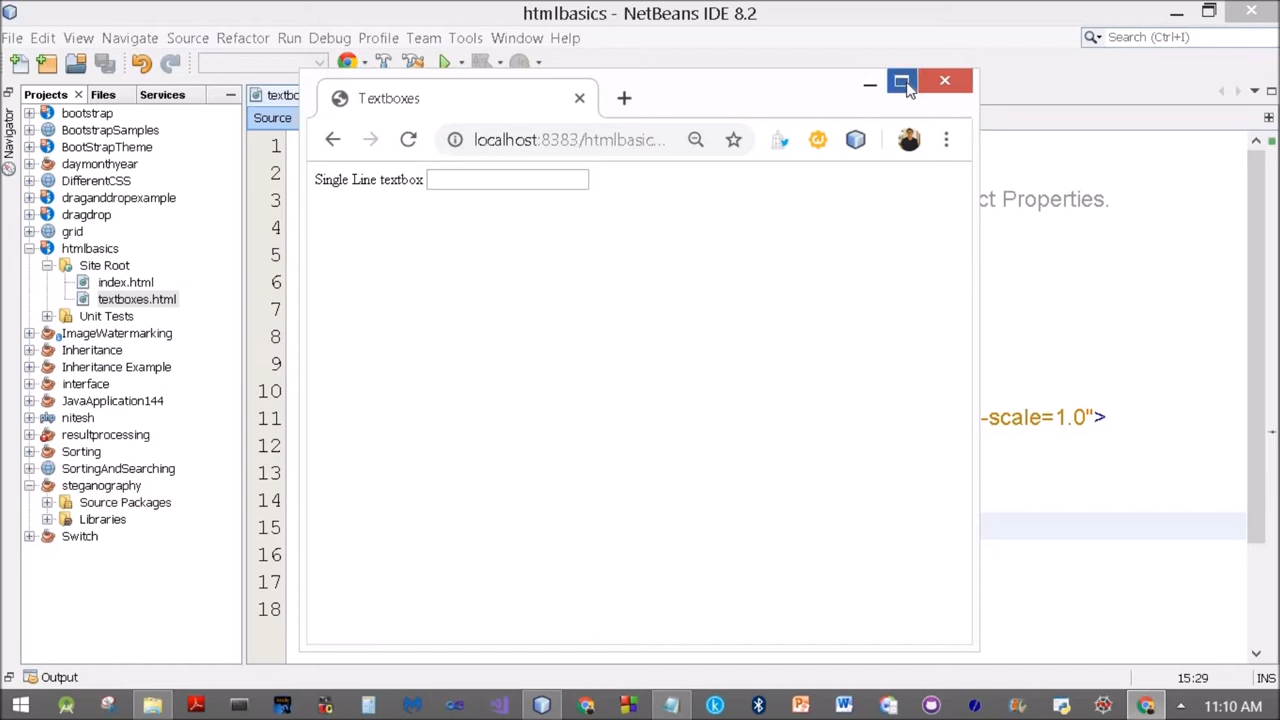 htmlbasics - NetBeans IDE 8.2
File Edit View Navigate Source Refactor Run Debug Profile Team Tools Window Help
Search (Ctrl+I)
Projects Files Services
Navigator
bootstrap
BootstrapSamples
BootStrapTheme
daymonthyear
DifferentCSS
draganddropexample
dragdrop
grid
htmlbasics
Site Root
index.html
textboxes.html
Unit Tests
ImageWatermarking
Inheritance
Inheritance Example
interface
JavaApplication144
nitesh
resultprocessing
Sorting
SortingAndSearching
steganography
Source Packages
Libraries
Switch
textbo
Source
1
2
3
4
5
6
7
8
9
10
11
12
13
14
15
16
17
18
Textboxes
localhost:8383/htmlbasic...
Single Line textbox
ct Properties.
-scale=1.0">
Output
15:29 INS
11:10 AM